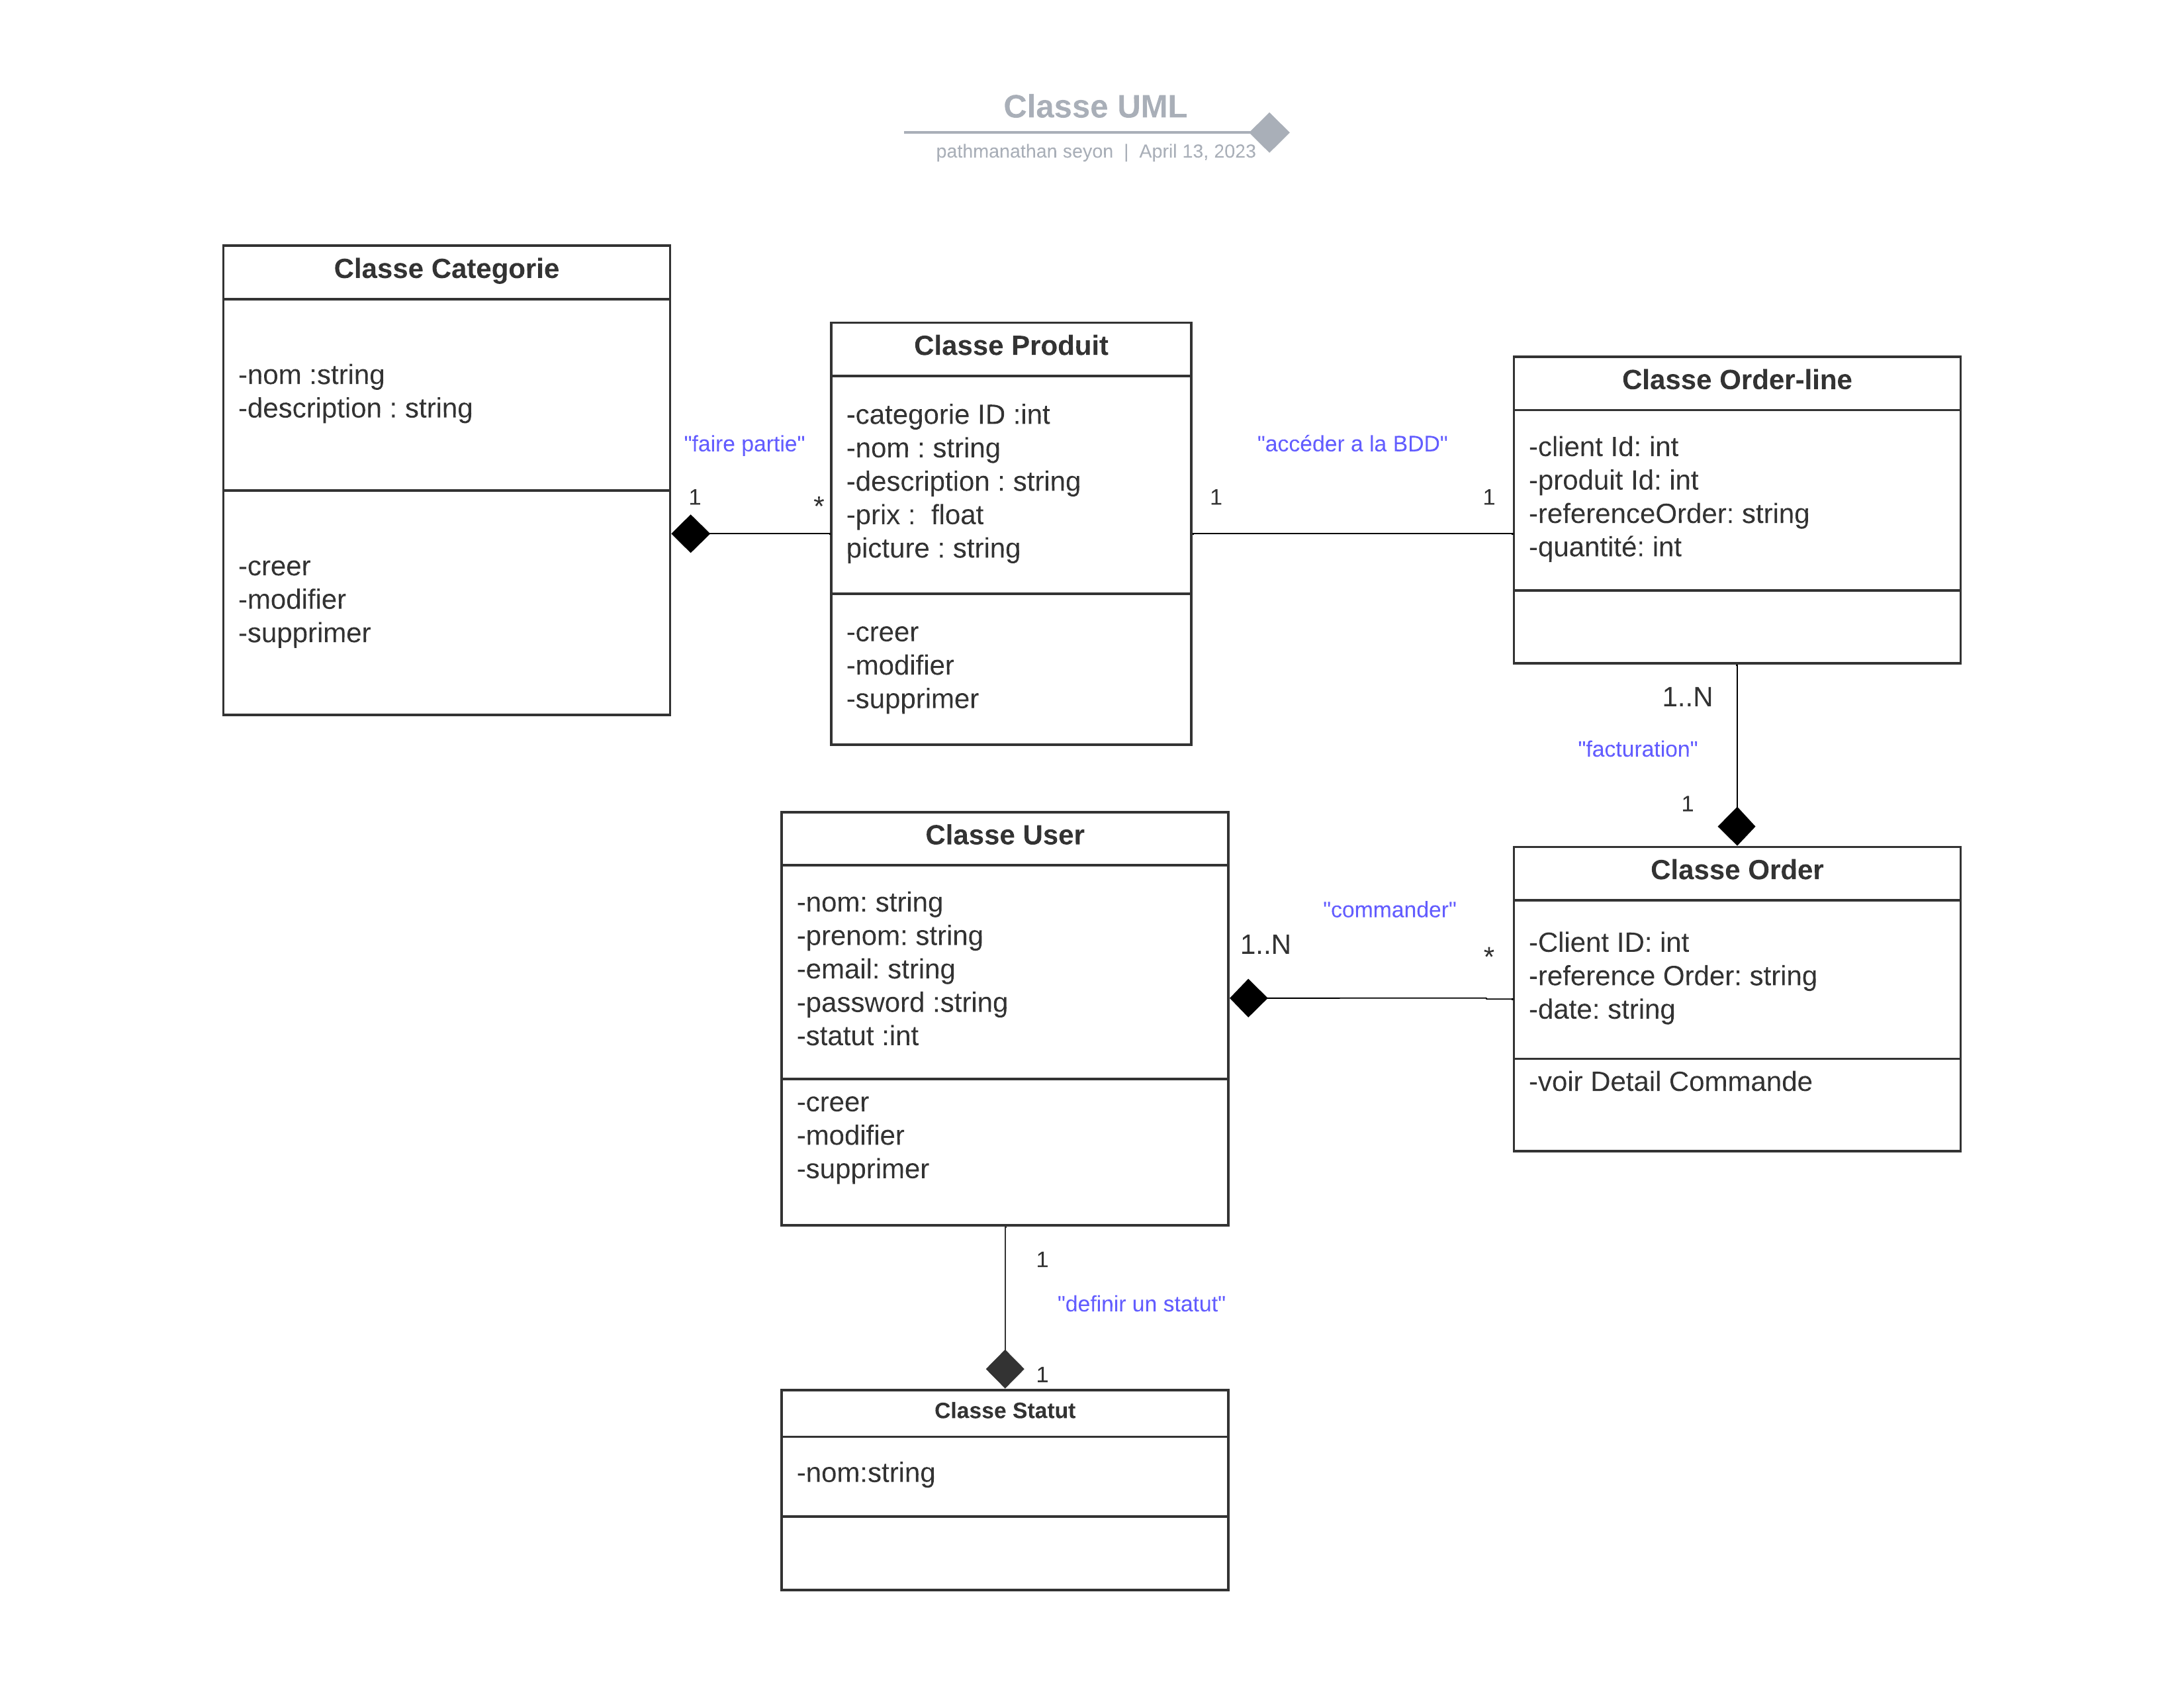 Classe UML
pathmanathan seyon | April 13, 2023
Classe Categorie
-nom :string
-description : string
-creer
-modifier
-supprimer
"faire partie"
1
*
Classe Produit
-categorie ID :int
-nom : string
-description : string
-prix :  float
picture : string
-creer
-modifier
-supprimer
"accéder a la BDD"
1
1
Classe Order-line
-client Id: int
-produit Id: int
-referenceOrder: string
-quantité: int
1..N
"facturation"
1
Classe User
-nom: string
-prenom: string
-email: string
-password :string
-statut :int
-creer
-modifier
-supprimer
"commander"
1..N
*
Classe Order
-Client ID: int
-reference Order: string
-date: string
-voir Detail Commande
1
"definir un statut"
1
Classe Statut
-nom:string